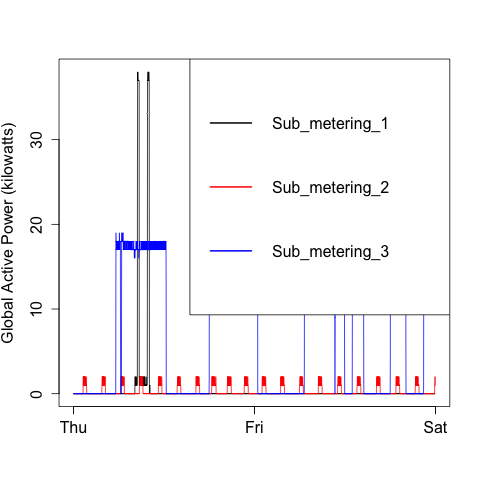 Global Active Power (kilowatts)
30
20
10
0
Sub_metering_1
Sub_metering_2
Sub_metering_3
Thu Fri Sat